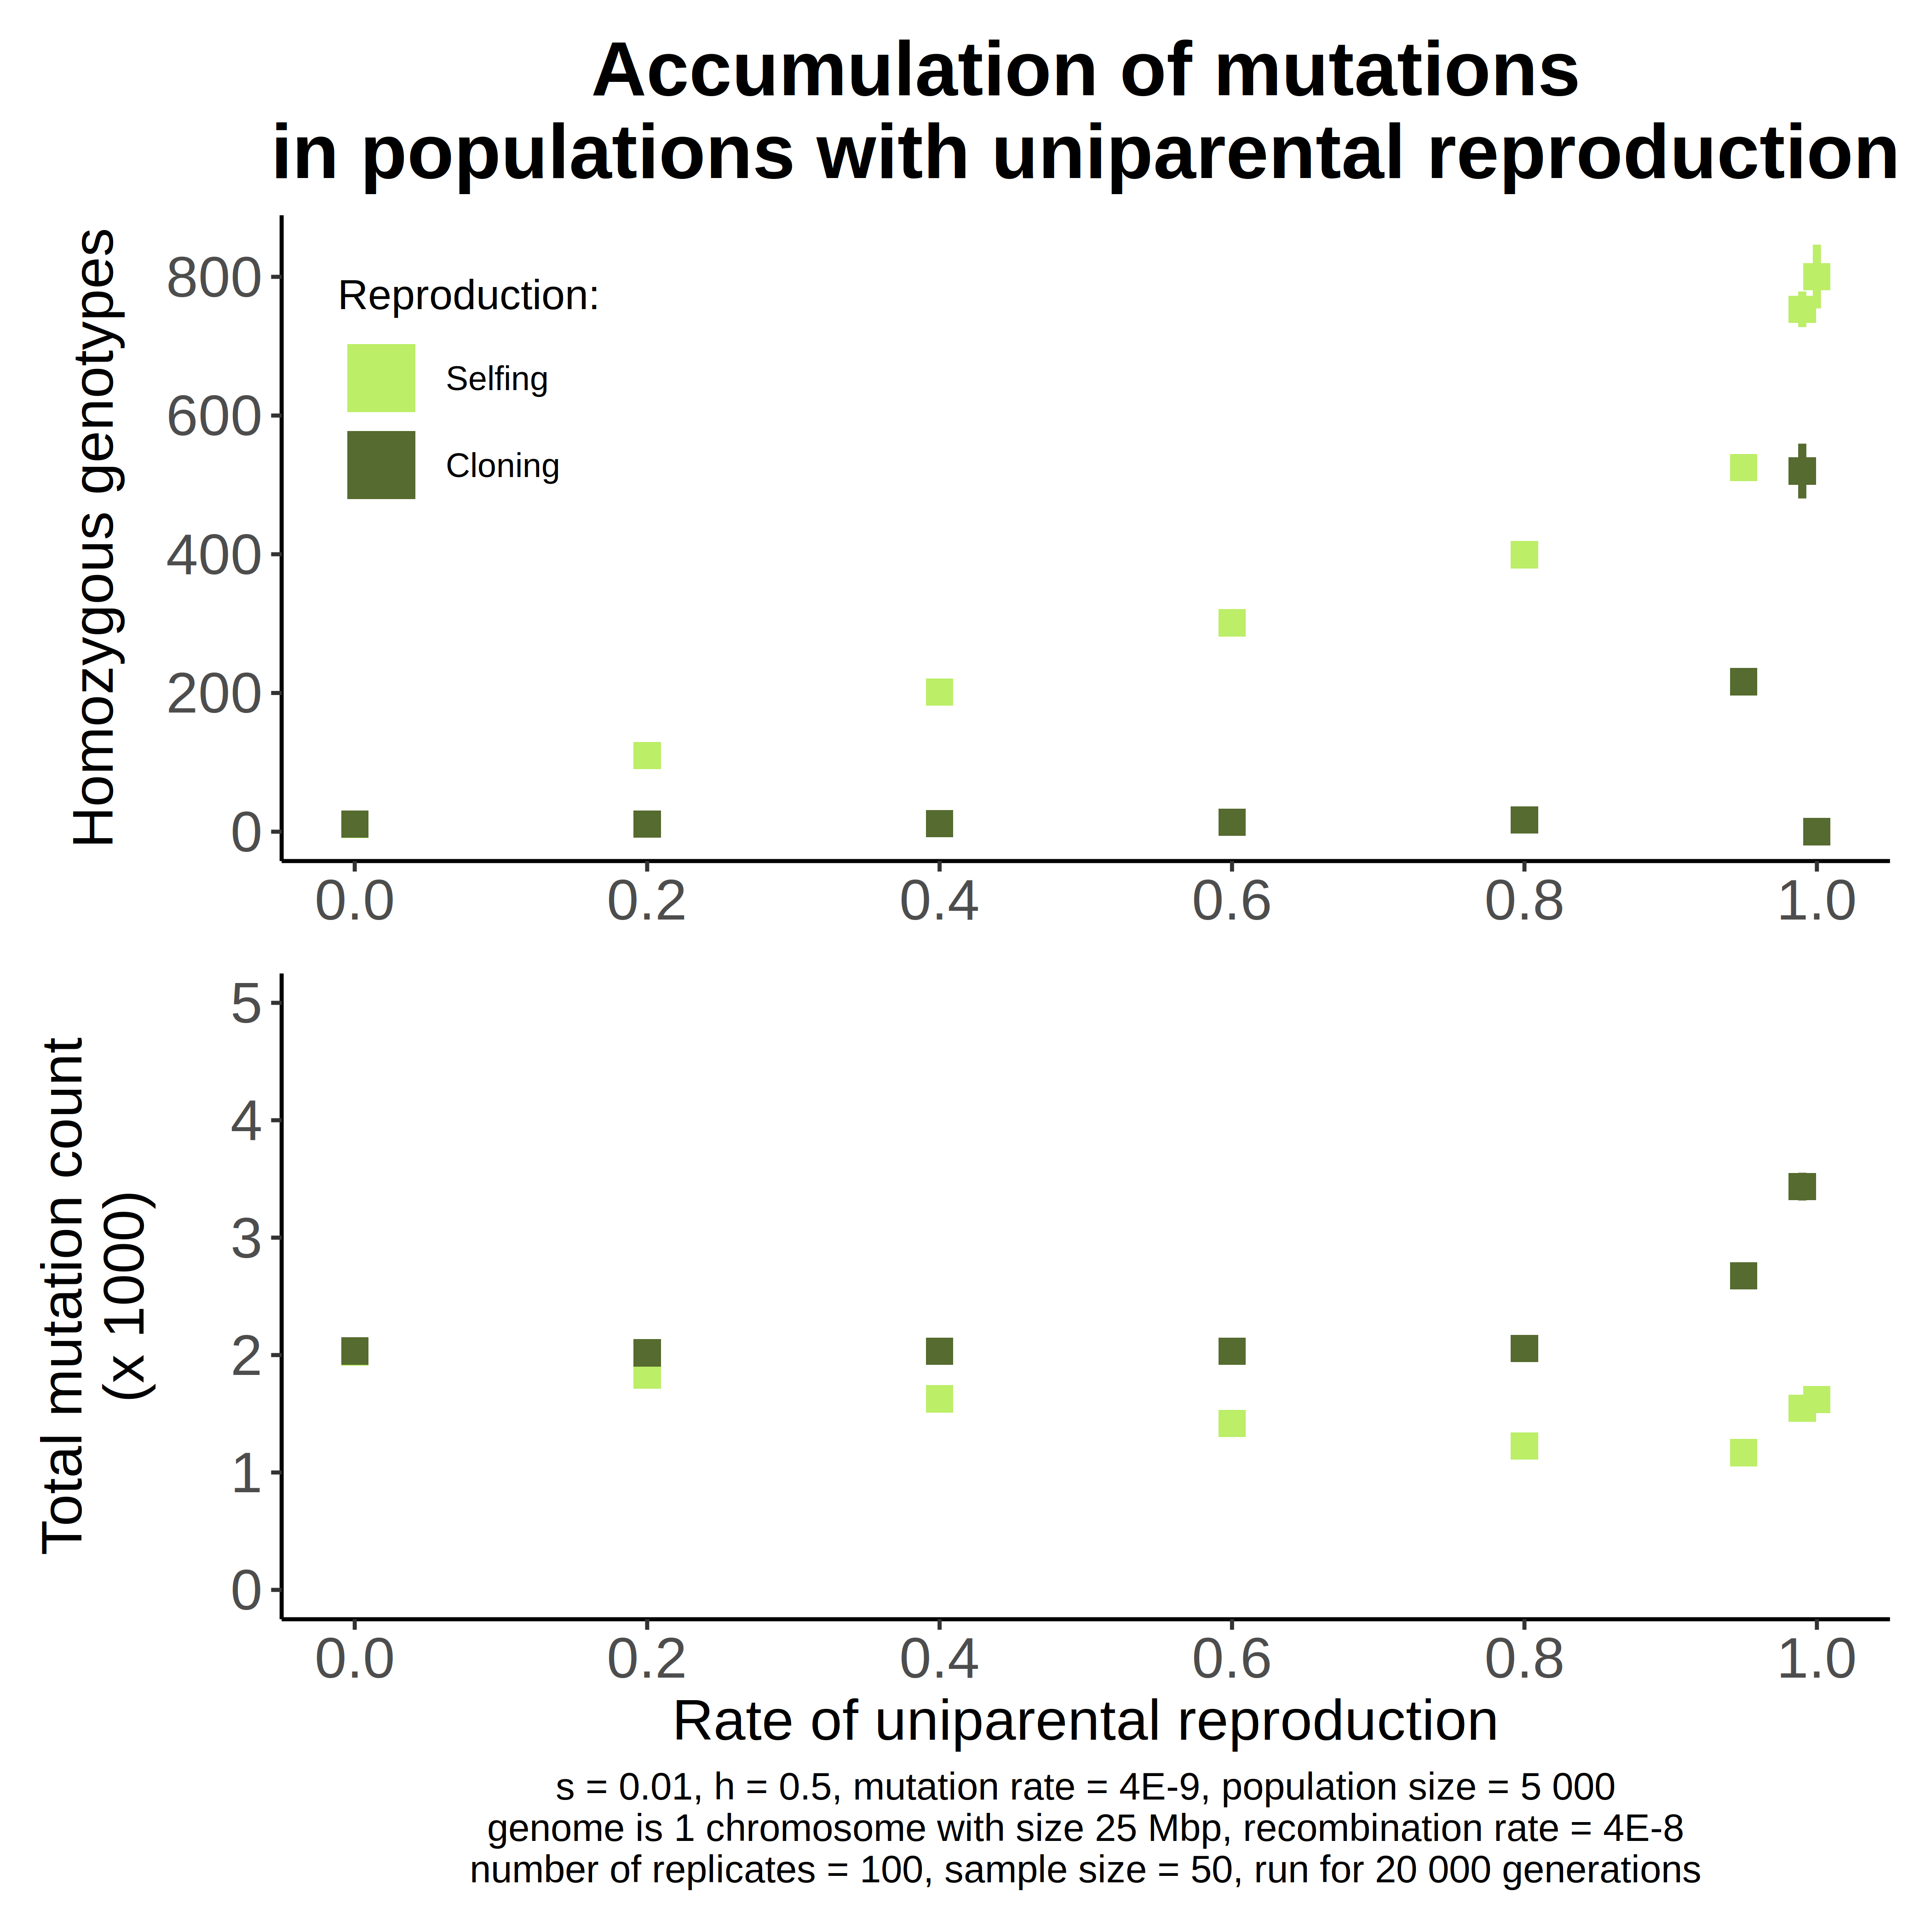 Accumulation of mutations
in populations with uniparental reproduction
Homozygous genotypes
800
600
400
200
0
Reproduction:
Selfing
Cloning
0.0 0.2 0.4 0.6 0.8 1.0
Total mutation count
(x 1000)
5
4
3
2
1
0
0.0 0.2 0.4 0.6 0.8 1.0
Rate of uniparental reproduction
s = 0.01, h = 0.5, mutation rate = 4E-9, population size = 5 000
genome is 1 chromosome with size 25 Mbp, recombination rate = 4E-8
number of replicates = 100, sample size = 50, run for 20 000 generations